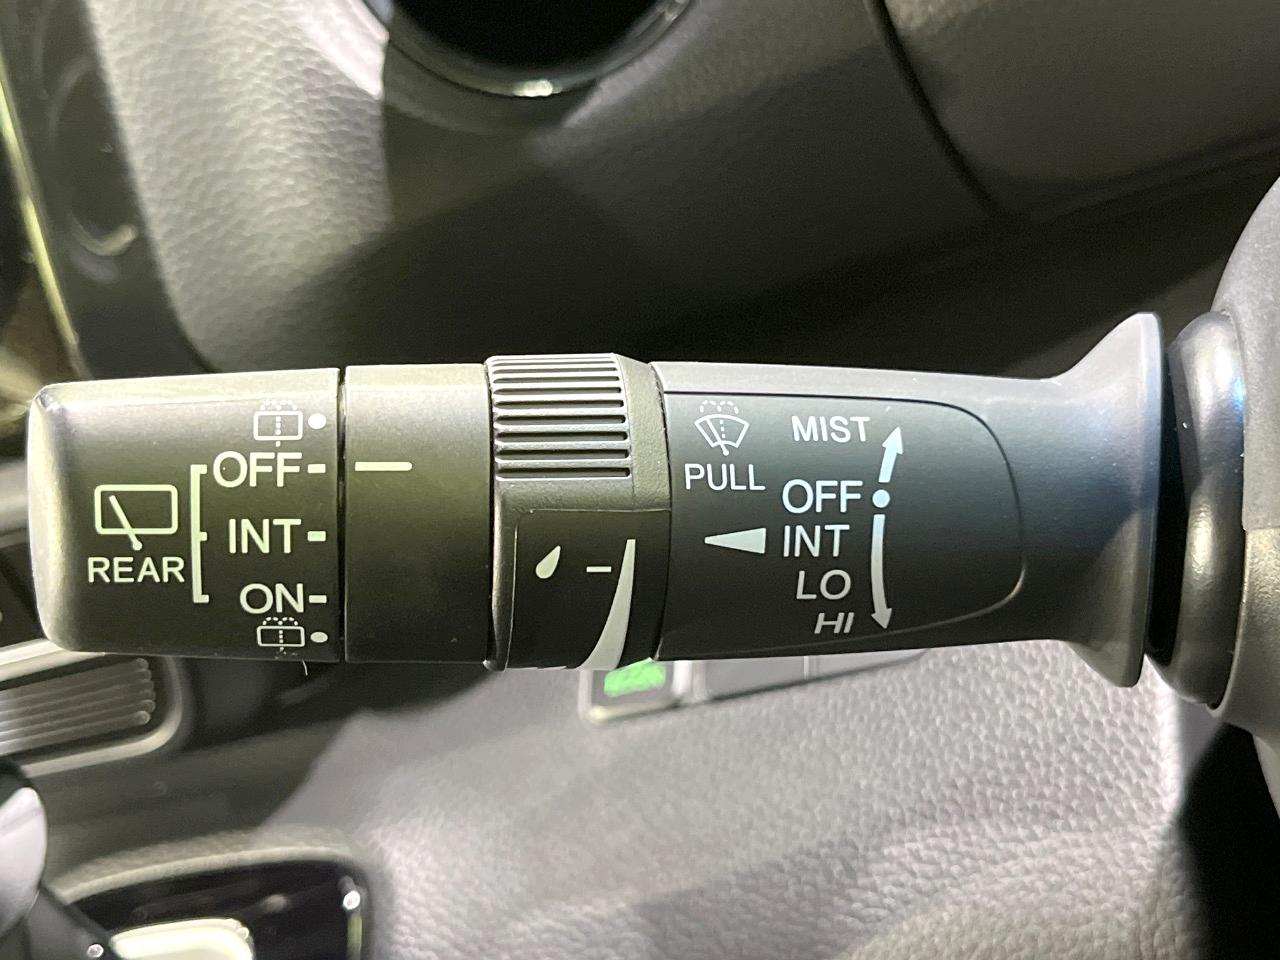 REAR
OFF
INT
ON
PULL
MIST
OFF
INT
LO
HI